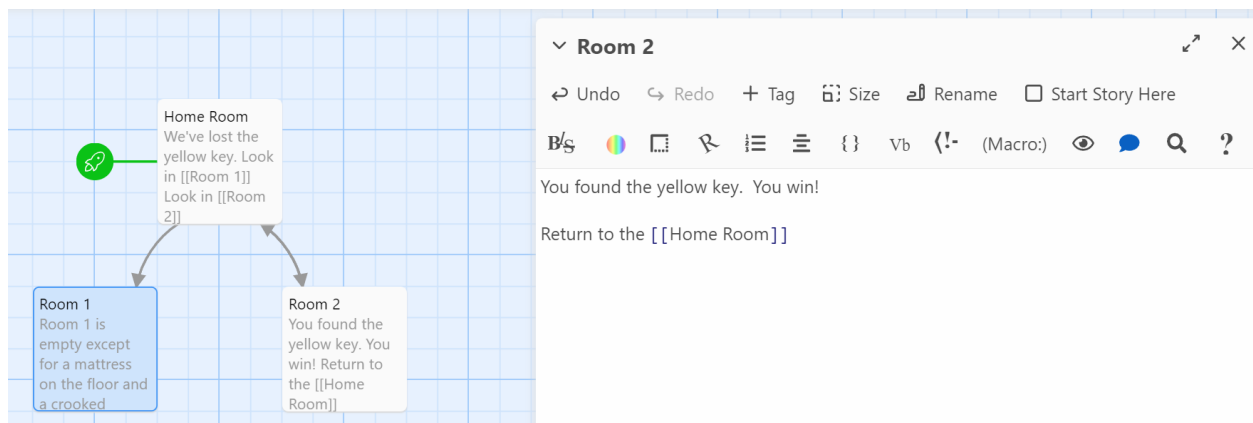 Home Room
We've lost the
yellow key. Look
in [[Room 1]]
Look in [[Room
2]]
Room 1
Room 1 is
empty except
for a mattress
on the floor and
a crooked
Room 2
You found the
yellow key. You
win! Return to
the [[Home
Room]]
Room 2
Undo Redo + Tag Size Rename Start Story Here
B/S { } Vb (!- (Macro:) ?
You found the yellow key.  You win!
Return to the [[Home Room]]